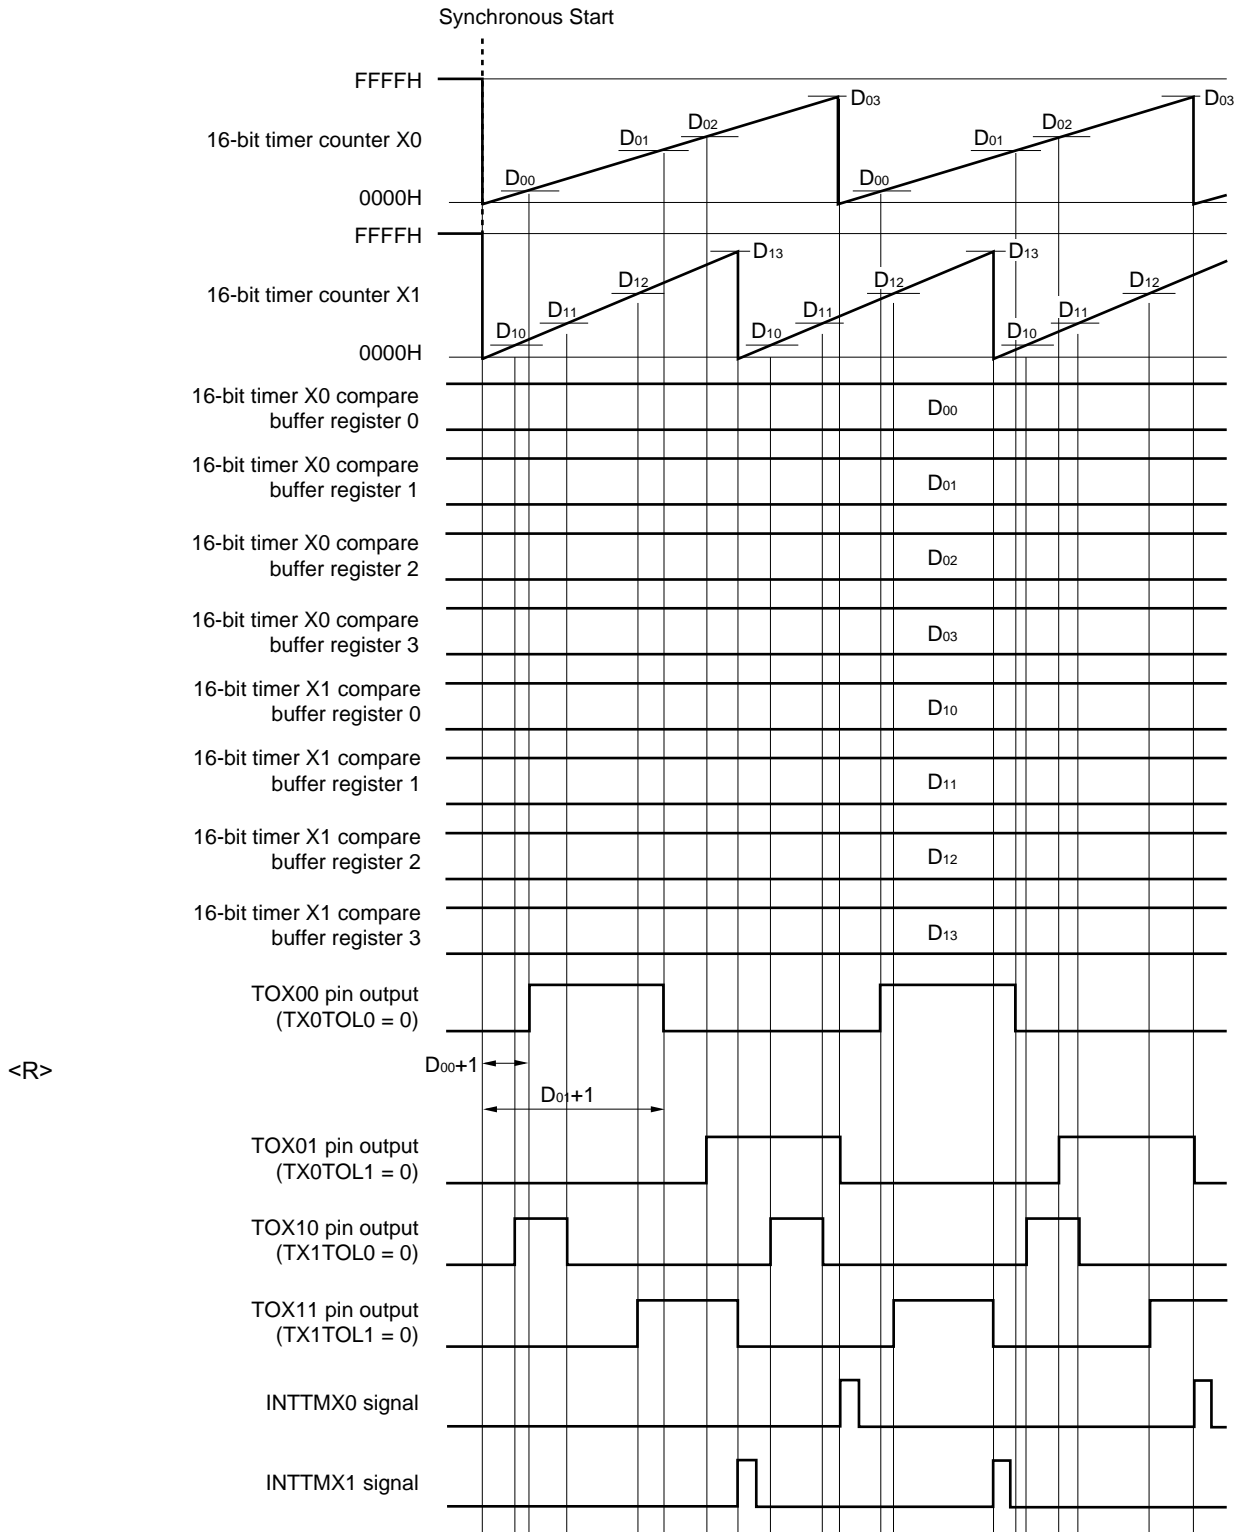 Synchronous Start
FFFFH
D03 D03
D01 D02 D01 D02
16-bit timer counter X0
D00 D00
0000H
FFFFH
D13 D13
D12 D12 D12
16-bit timer counter X1
D11 D11 D11
D10 D10 D10
0000H
16-bit timer X0 compare
buffer register 0
D00
16-bit timer X0 compare
buffer register 1
D01
16-bit timer X0 compare
buffer register 2
D02
16-bit timer X0 compare
buffer register 3
D03
16-bit timer X1 compare
buffer register 0
D10
16-bit timer X1 compare
buffer register 1
D11
16-bit timer X1 compare
buffer register 2
D12
16-bit timer X1 compare
buffer register 3
D13
TOX00 pin output
(TX0TOL0 = 0)
<R>
D00+1
D01+1
TOX01 pin output
(TX0TOL1 = 0)
TOX10 pin output
(TX1TOL0 = 0)
TOX11 pin output
(TX1TOL1 = 0)
INTTMX0 signal
INTTMX1 signal